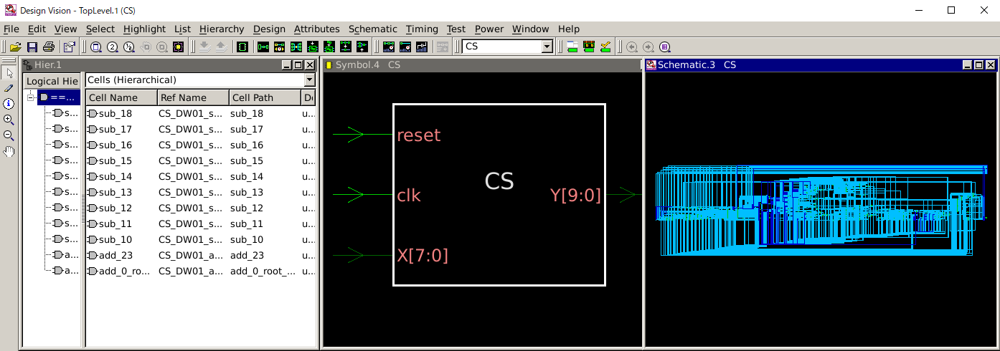 Design Vision - TopLevel.1 (CS)
File Edit View Select Highlight List Hierarchy Design Attributes Schematic Timing Test Power Window Help
CS
Hier.1
Logical Hie
==...
s...
s...
s...
s...
s...
s...
s...
s...
s...
a...
a...
Cells (Hierarchical)
Cell Name Ref Name Cell Path
sub_18 CS_DW01_s... sub_18 u...
sub_17 CS_DW01_s... sub_17 u...
sub_16 CS_DW01_s... sub_16 u...
sub_15 CS_DW01_s... sub_15 u...
sub_14 CS_DW01_s... sub_14 u...
sub_13 CS_DW01_s... sub_13 u...
sub_12 CS_DW01_s... sub_12 u...
sub_11 CS_DW01_s... sub_11 u...
sub_10 CS_DW01_s... sub_10 u...
add_23 CS_DW01_a... add_23 u...
add_0_ro... CS_DW01_a... add_0_root_... u...
Symbol.4 CS
reset
CS
clk Y[9:0]
X[7:0]
Schematic.3 CS